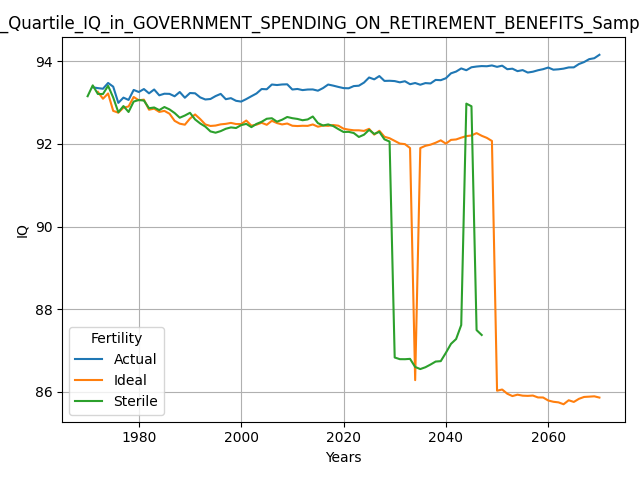 _Quartile_IQ_in_GOVERNMENT_SPENDING_ON_RETIREMENT_BENEFITS_Samp
94
92
90
88
86
IQ
Fertility
Actual
Ideal
Sterile
1980 2000 2020 2040 2060
Years